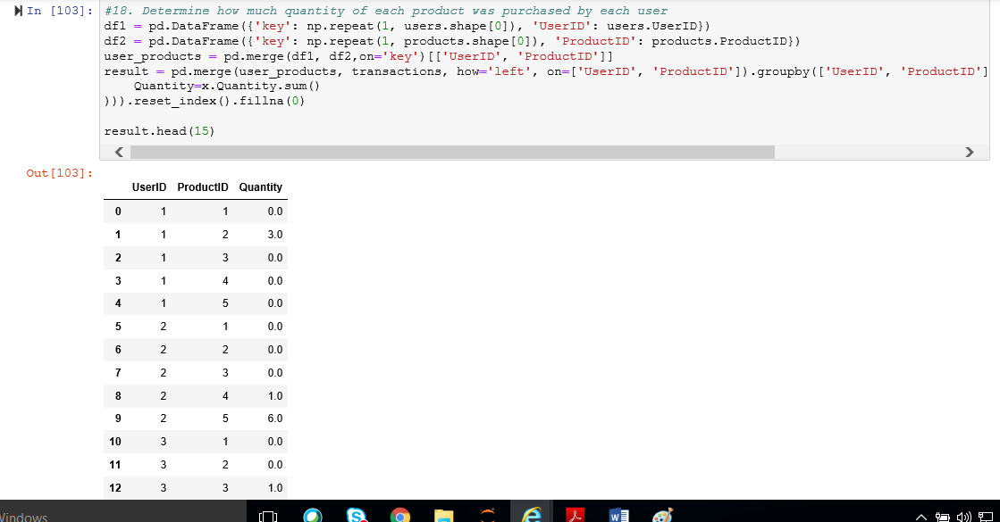 In [103]: #18. Determine how much quantity of each product was purchased by each user
df1 = pd.DataFrame({'key': np.repeat(1, users.shape[0]), 'UserID': users.UserID})
df2 = pd.DataFrame({'key': np.repeat(1, products.shape[0]), 'ProductID': products.ProductID})
user_products = pd.merge(df1, df2,on='key')[['UserID', 'ProductID']]
result = pd.merge(user_products, transactions, how='left', on=['UserID', 'ProductID']).groupby(['UserID', 'ProductID']
    Quantity=x.Quantity.sum()
))).reset_index().fillna(0)
result.head(15)
Out[103]:
UserID ProductID Quantity
0 1 1 0.0
1 1 2 3.0
2 1 3 0.0
3 1 4 0.0
4 1 5 0.0
5 2 1 0.0
6 2 2 0.0
7 2 3 0.0
8 2 4 1.0
9 2 5 6.0
10 3 1 0.0
11 3 2 0.0
12 3 3 1.0
Windows